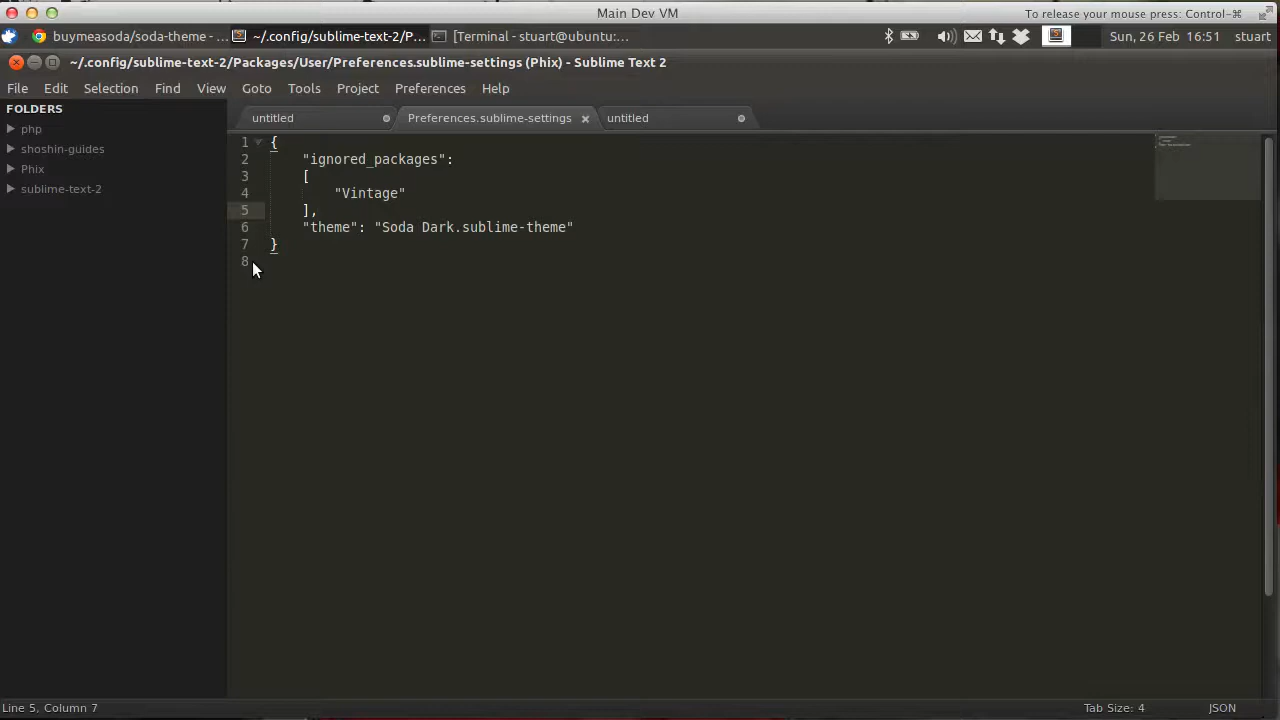 Main Dev VM
To release your mouse press: Control-⌘
buymeasoda/soda-theme - ...
~/.config/sublime-text-2/P...
[Terminal - stuart@ubuntu:...
Sun, 26 Feb 16:51
stuart
~/.config/sublime-text-2/Packages/User/Preferences.sublime-settings (Phix) - Sublime Text 2
File Edit Selection Find View Goto Tools Project Preferences Help
FOLDERS
php
shoshin-guides
Phix
sublime-text-2
untitled
Preferences.sublime-settings
untitled
1 {
2 "ignored_packages":
3 [
4 "Vintage"
5 ],
6 "theme": "Soda Dark.sublime-theme"
7 }
8
Line 5, Column 7
Tab Size: 4
JSON